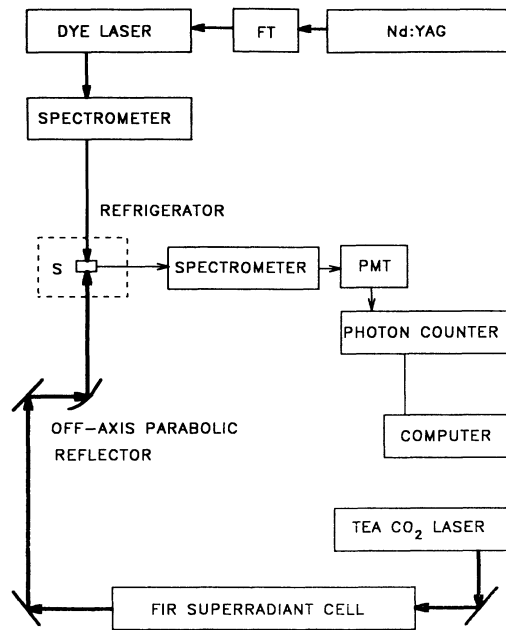 DYE LASER
FT
Nd:YAG
SPECTROMETER
REFRIGERATOR
S
SPECTROMETER
PMT
PHOTON COUNTER
COMPUTER
OFF-AXIS PARABOLIC
REFLECTOR
TEA CO₂ LASER
FIR SUPERRADIANT CELL